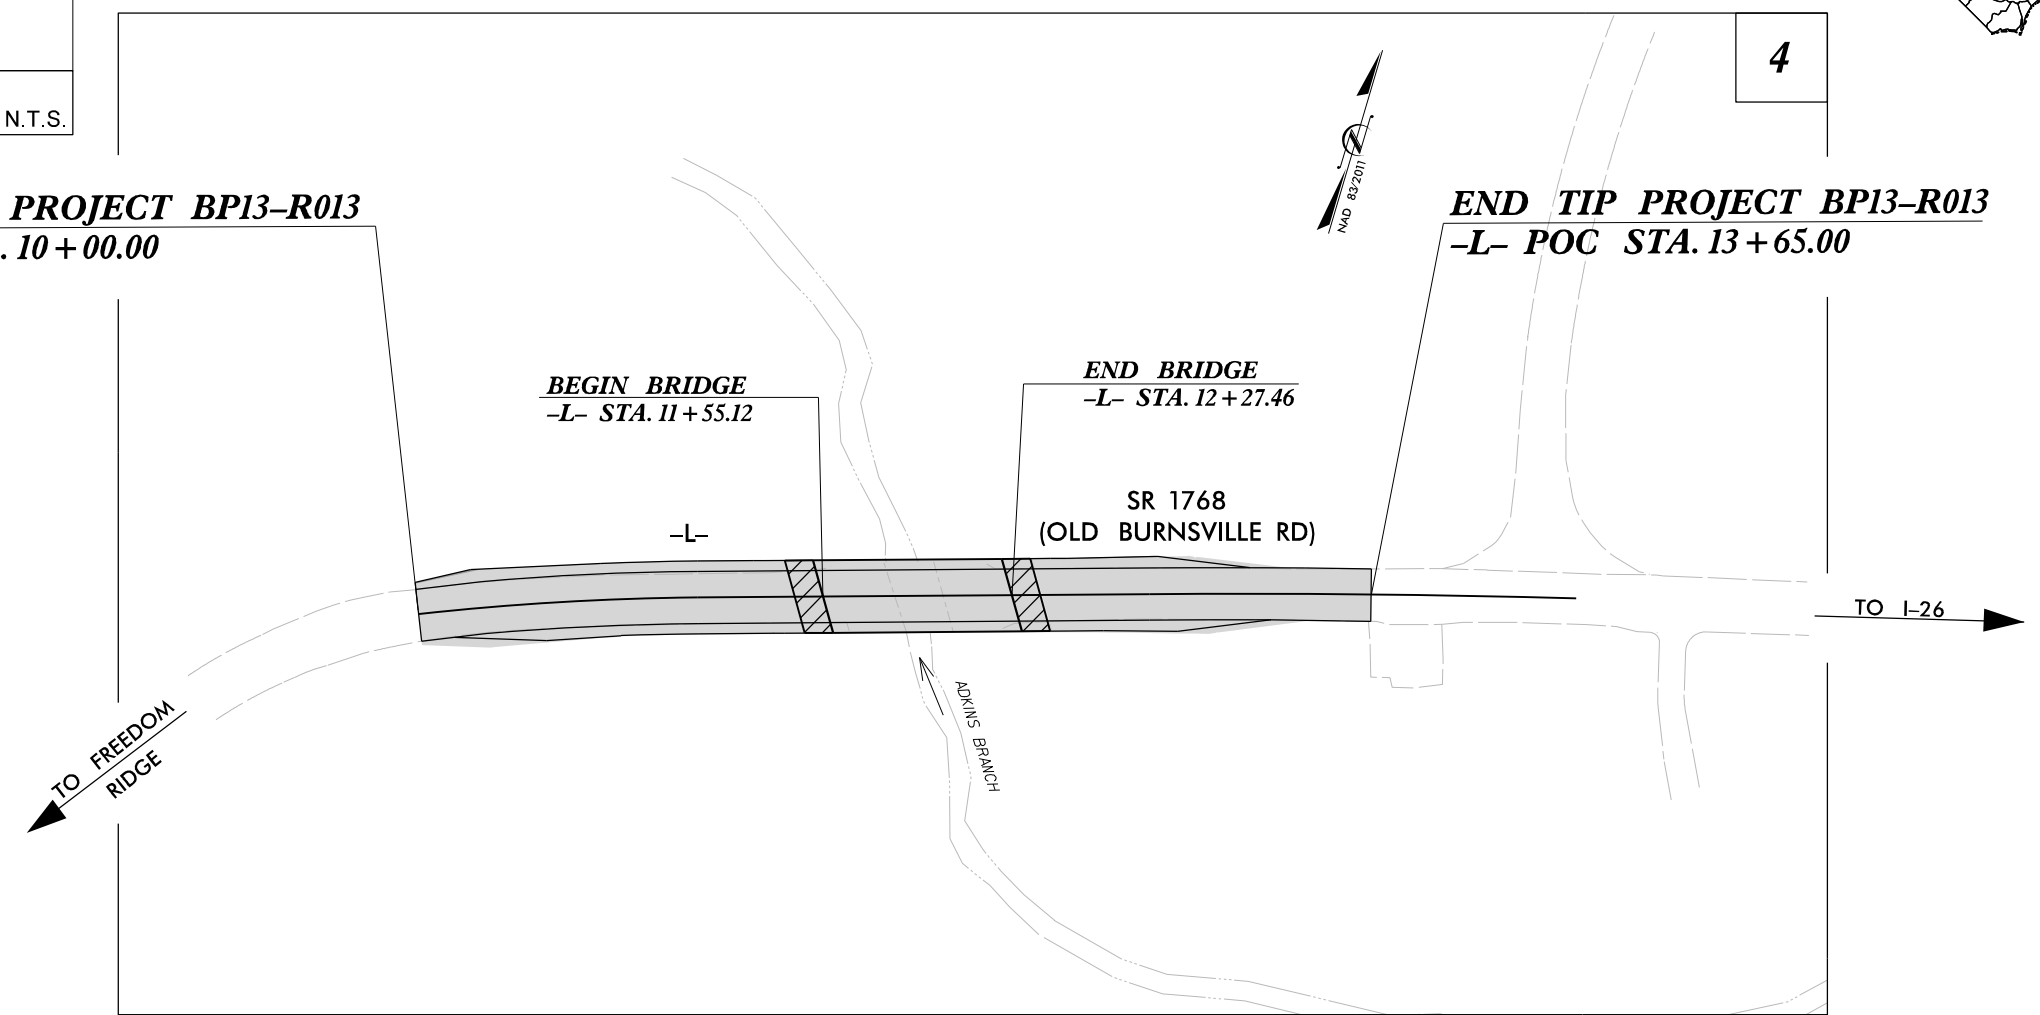 4
N.T.S.
NAD 83/2011
PROJECT BP13–R013
. 10+00.00
END TIP PROJECT BP13–R013
–L– POC STA. 13+65.00
BEGIN BRIDGE
–L– STA. 11+55.12
END BRIDGE
–L– STA. 12+27.46
SR 1768
(OLD BURNSVILLE RD)
–L–
TO I–26
ADKINS BRANCH
TO FREEDOM
RIDGE